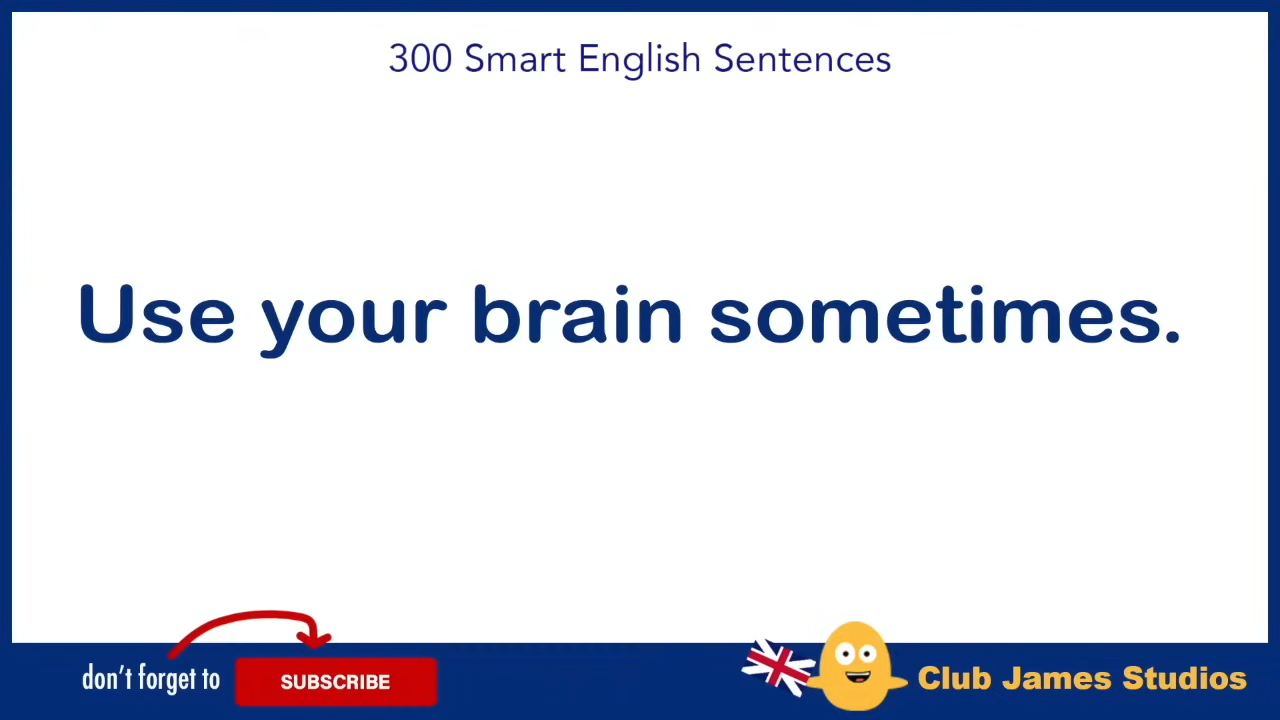 300 Smart English Sentences
Use your brain sometimes.
don't forget to SUBSCRIBE
Club James Studios